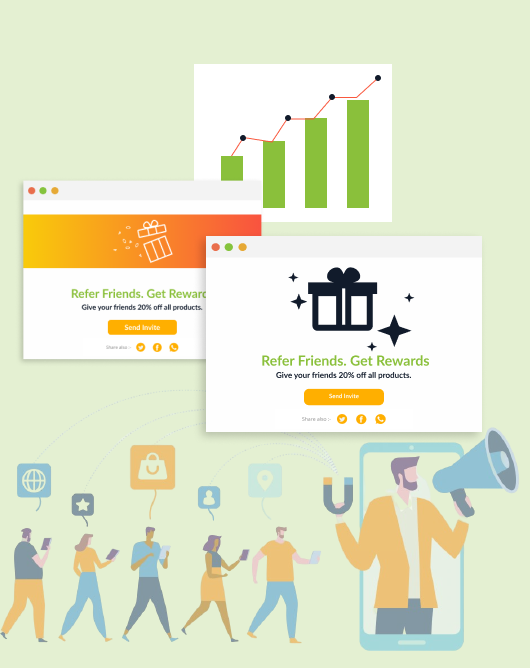 Refer Friends. Get Reward
Give your friends 20% off all products.
Send Invite
Share also :-
Refer Friends. Get Rewards
Give your friends 20% off all products.
Send Invite
Share also :-